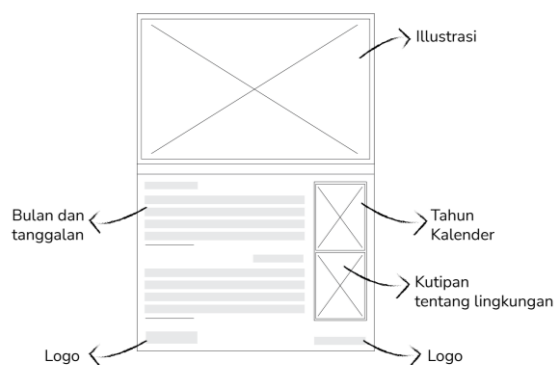 Illustrasi
Bulan dan
tanggalan
Tahun
Kalender
Kutipan
tentang lingkungan
Logo
Logo